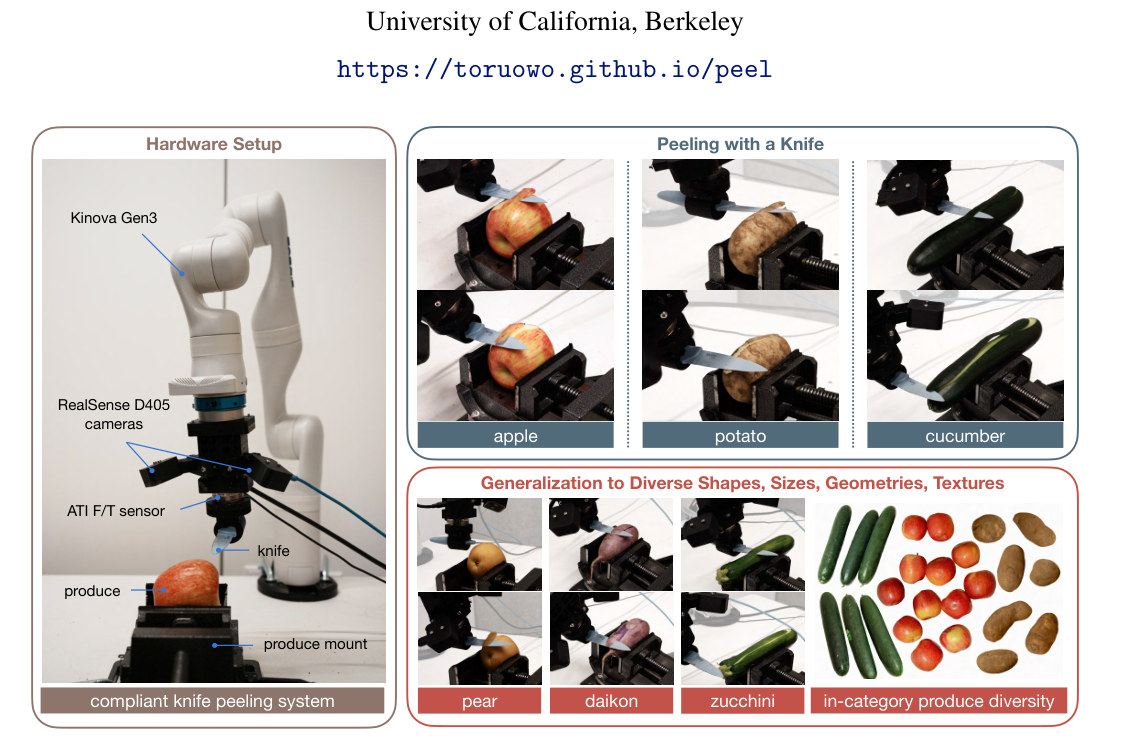 University of California, Berkeley
https://toruowo.github.io/peel
Hardware Setup
Kinova Gen3
RealSense D405
cameras
ATI F/T sensor
knife
produce
produce mount
compliant knife peeling system
Peeling with a Knife
apple
potato
cucumber
Generalization to Diverse Shapes, Sizes, Geometries, Textures
pear
daikon
zucchini
in-category produce diversity